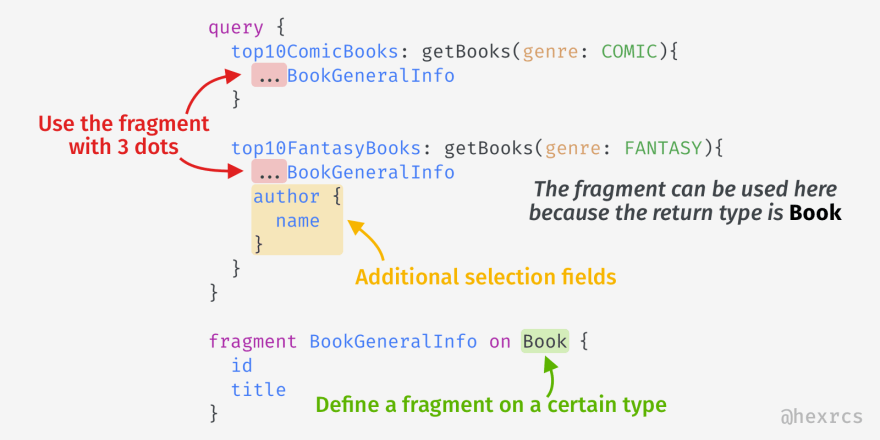 query {
top10ComicBooks: getBooks(genre: COMIC){
...BookGeneralInfo
}
Use the fragment
with 3 dots
top10FantasyBooks: getBooks(genre: FANTASY){
...BookGeneralInfo
author {
name
}
The fragment can be used here
because the return type is Book
Additional selection fields
}
}
fragment BookGeneralInfo on Book {
id
title
}
Define a fragment on a certain type
@hexrcs